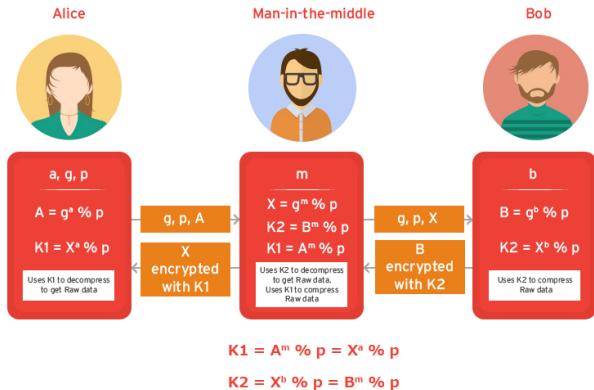 Alice
Man-in-the-middle
Bob
a, g, p
A = gᵃ % p
K1 = Xᵃ % p
Uses K1 to decompress
to get Raw data
g, p, A
X
encrypted
with K1
m
X = gᵐ % p
K2 = Bᵐ % p
K1 = Aᵐ % p
Uses K2 to decompress
to get Raw data.
Uses K1 to compress
Raw data
g, p, X
B
encrypted
with K2
b
B = gᵇ % p
K2 = Xᵇ % p
Uses K2 to compress
Raw data
K1 = Aᵐ % p = Xᵃ % p
K2 = Xᵇ % p = Bᵐ % p